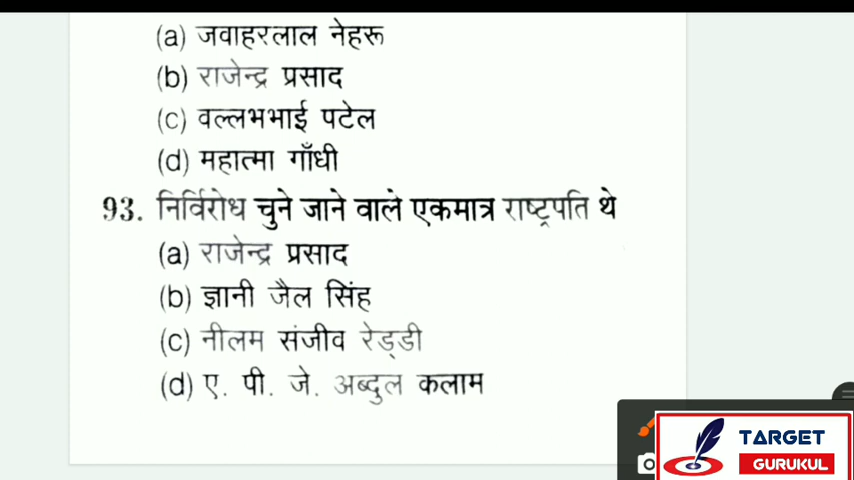 (a) जवाहरलाल नेहरू
(b) राजेन्द्र प्रसाद
(c) वल्लभभाई पटेल
(d) महात्मा गाँधी
93. निर्विरोध चुने जाने वाले एकमात्र राष्ट्रपति थे
(a) राजेन्द्र प्रसाद
(b) ज्ञानी जैल सिंह
(c) नीलम संजीव रेड्डी
(d) ए. पी. जे. अब्दुल कलाम
TARGET
GURUKUL